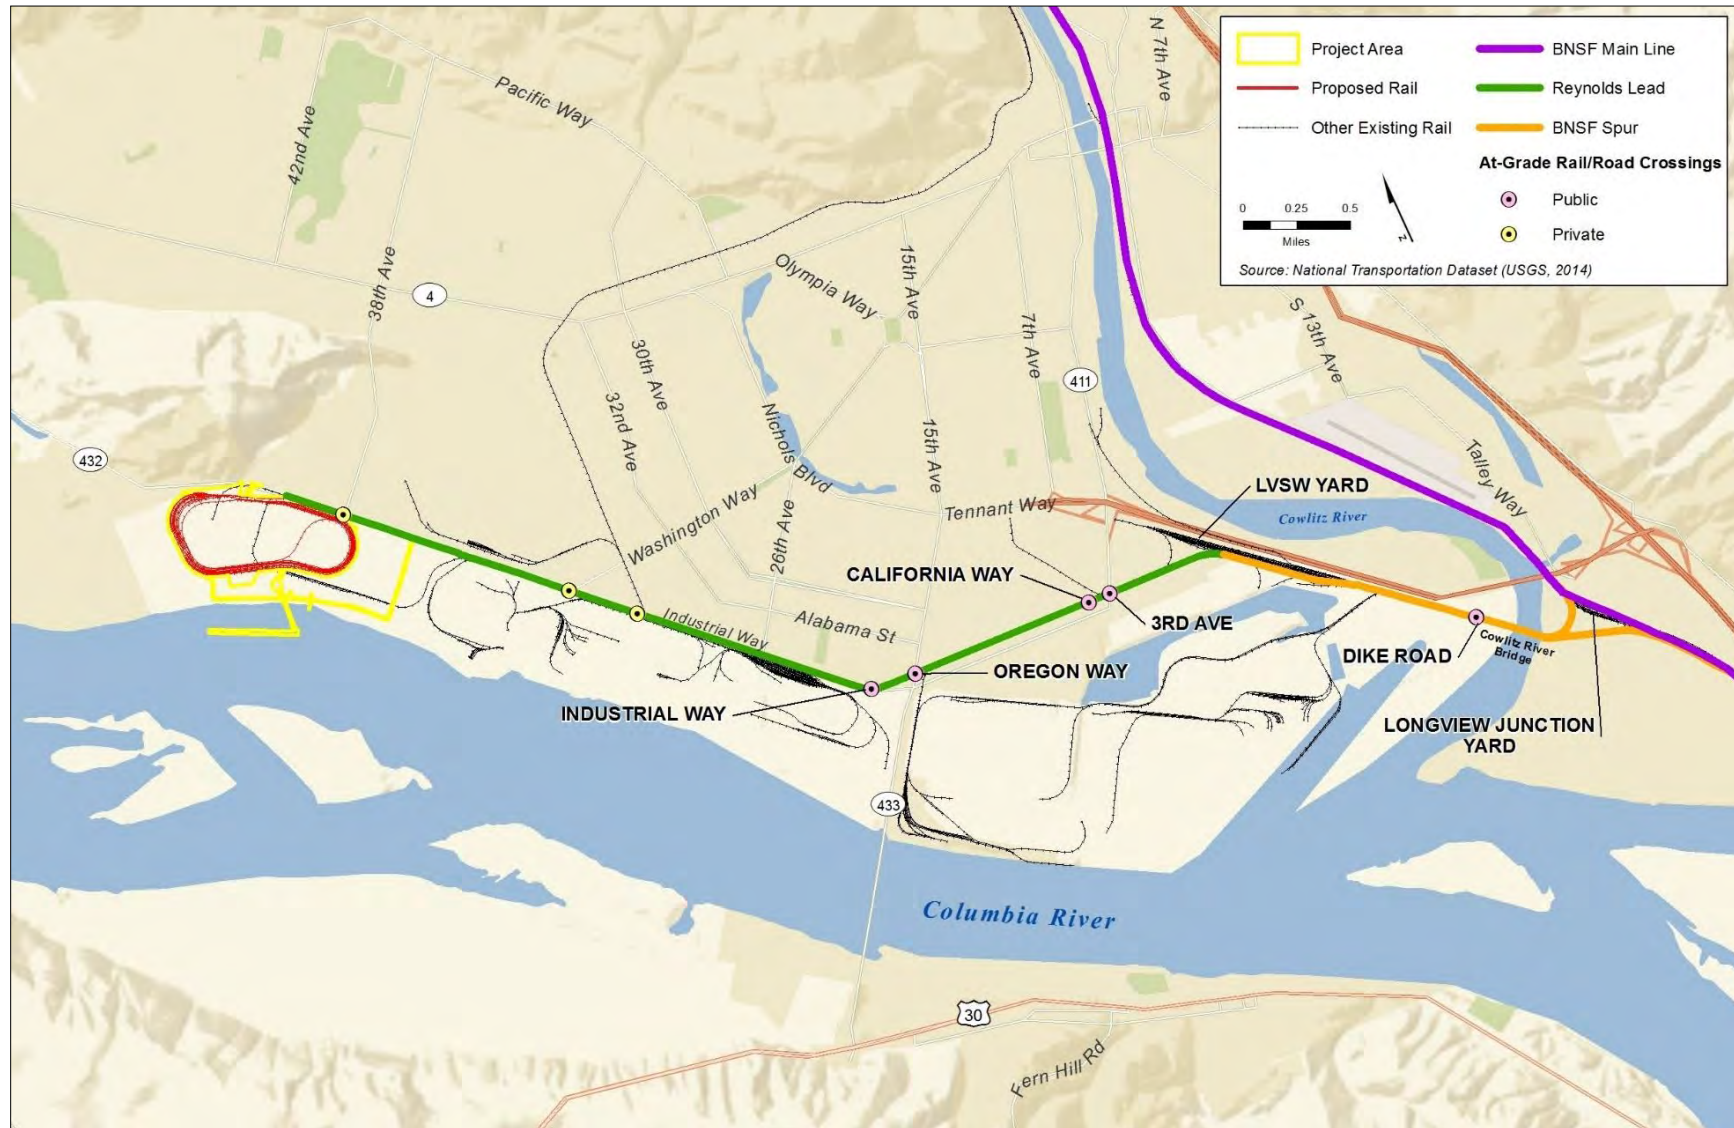 Project Area
Proposed Rail
Other Existing Rail
BNSF Main Line
Reynolds Lead
BNSF Spur
At-Grade Rail/Road Crossings
Public
Private
0 0.25 0.5
Miles
N
Source: National Transportation Dataset (USGS, 2014)
N 7th Ave
Pacific Way
42nd Ave
38th Ave
4
Olympia Way
15th Ave
7th Ave
411
S 13th Ave
30th Ave
32nd Ave
Nichols Blvd
15th Ave
Talley Way
432
Washington Way
26th Ave
Tennant Way
LVSW YARD
Cowlitz River
CALIFORNIA WAY
3RD AVE
Industrial Way
Alabama St
DIKE ROAD
Cowlitz River
Bridge
OREGON WAY
INDUSTRIAL WAY
LONGVIEW JUNCTION
YARD
433
Columbia River
30
Fern Hill Rd